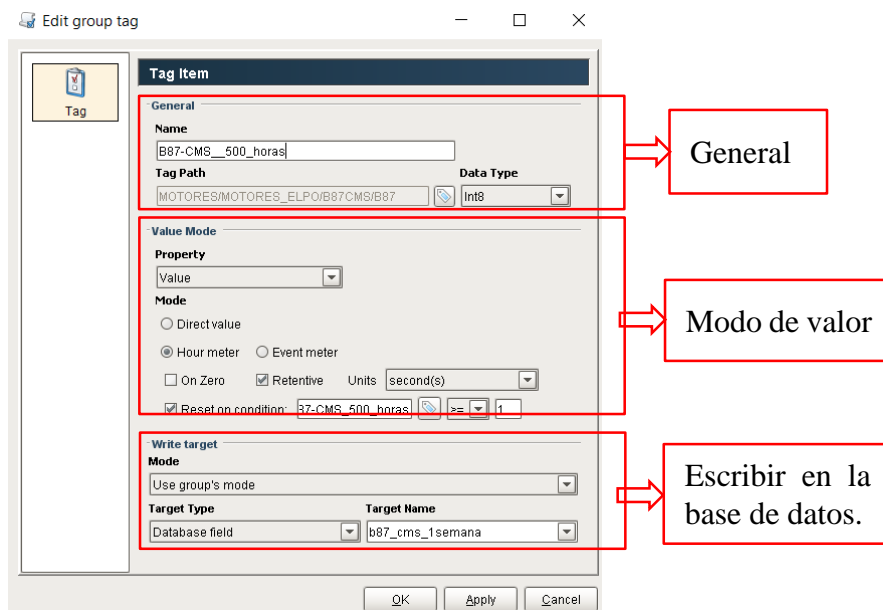 Edit group tag
Tag
Tag Item
General
Name
B87-CMS__500_horas
Tag Path
Data Type
MOTORES/MOTORES_ELPO/B87CMS/B87
Int8
Value Mode
Property
Value
Mode
Direct value
Hour meter
Event meter
On Zero
Retentive
Units
second(s)
Reset on condition:
37-CMS_500_horas
>=
1
Write target
Mode
Use group's mode
Target Type
Target Name
Database field
b87_cms_1semana
OK
Apply
Cancel
General
Modo de valor
Escribir en la
base de datos.